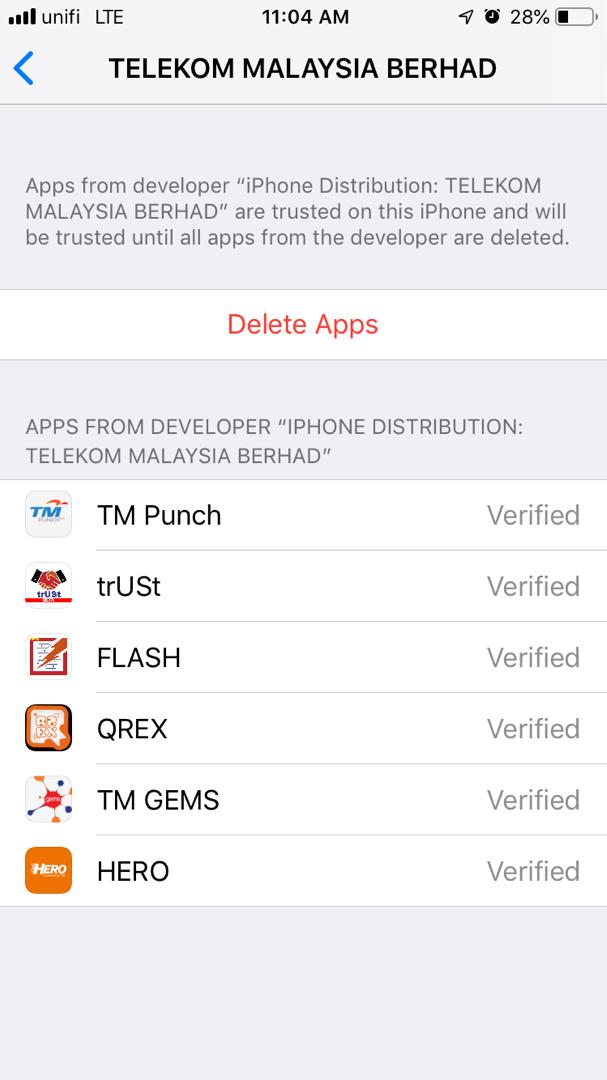 unifi LTE 11:04 AM 28%
TELEKOM MALAYSIA BERHAD
Apps from developer “iPhone Distribution: TELEKOM
MALAYSIA BERHAD” are trusted on this iPhone and will
be trusted until all apps from the developer are deleted.
Delete Apps
APPS FROM DEVELOPER “IPHONE DISTRIBUTION:
TELEKOM MALAYSIA BERHAD”
TM PUNCH
TM Punch Verified
trUSt BETA
trUSt Verified
FLASH Verified
QREX Verified
gems
TM GEMS Verified
HERO
HERO Verified